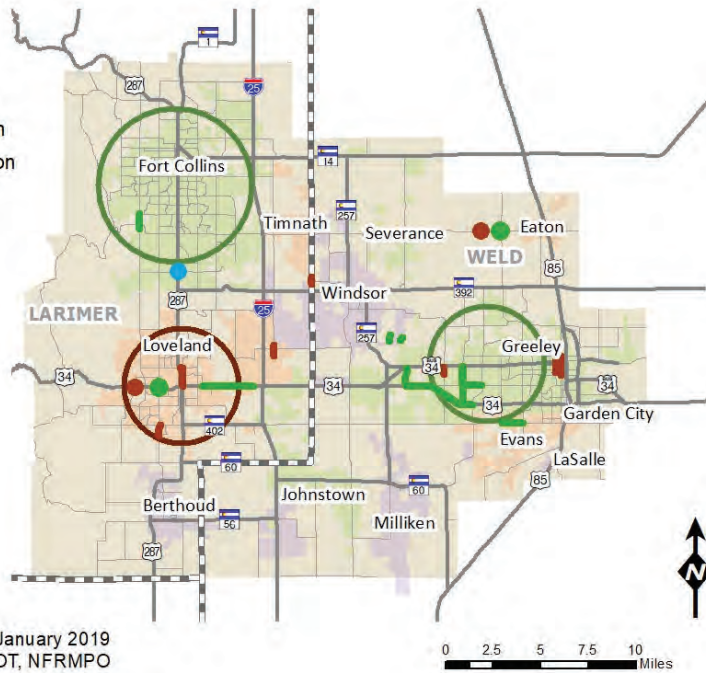 1
287
25
n
on
Fort Collins
14
257
Timnath
Severance
Eaton
WELD
85
287
392
Windsor
LARIMER
25
257
Loveland
Greeley
34
34
34
34
34
Garden City
402
Evans
60
LaSalle
85
Johnstown
60
Berthoud
56
Milliken
287
N
January 2019
OT, NFRMPO
0 2.5 5 7.5 10
Miles